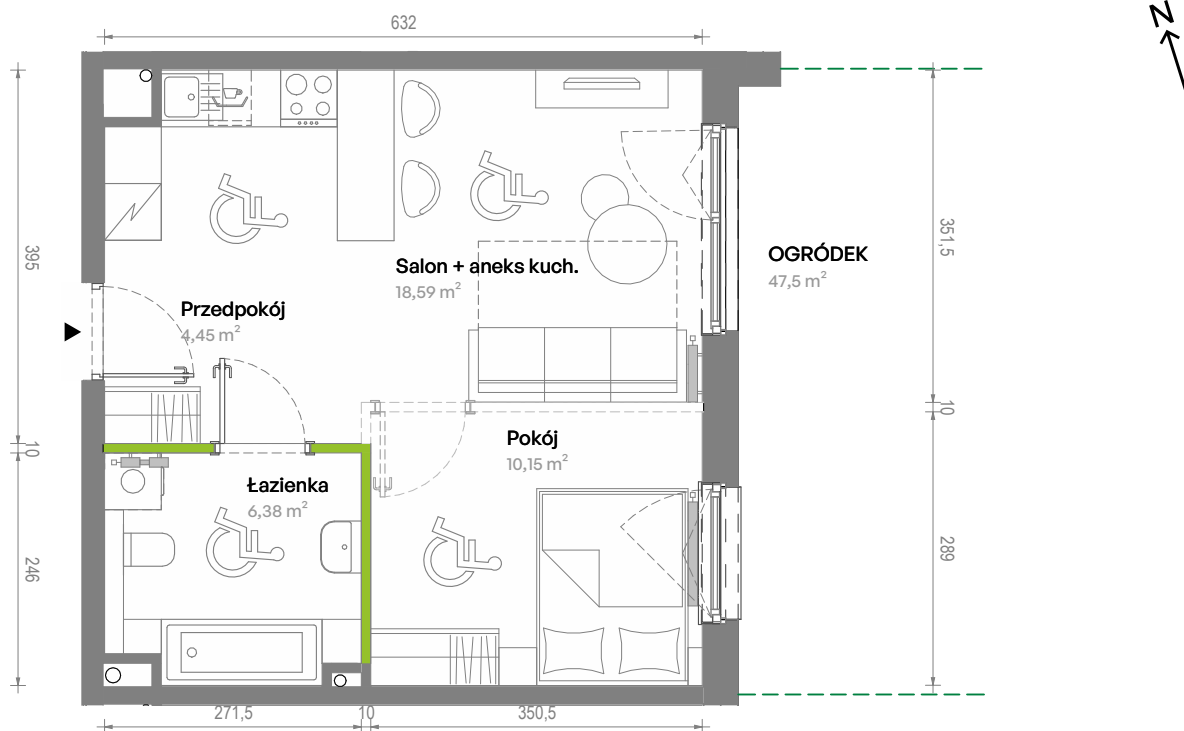 632
N
395
351,5
OGRÓDEK
47,5 m²
Salon + aneks kuch.
18,59 m²
Przedpokój
4,45 m²
10
Pokój
10,15 m²
10
Łazienka
6,38 m²
246
289
271,5
10
350,5